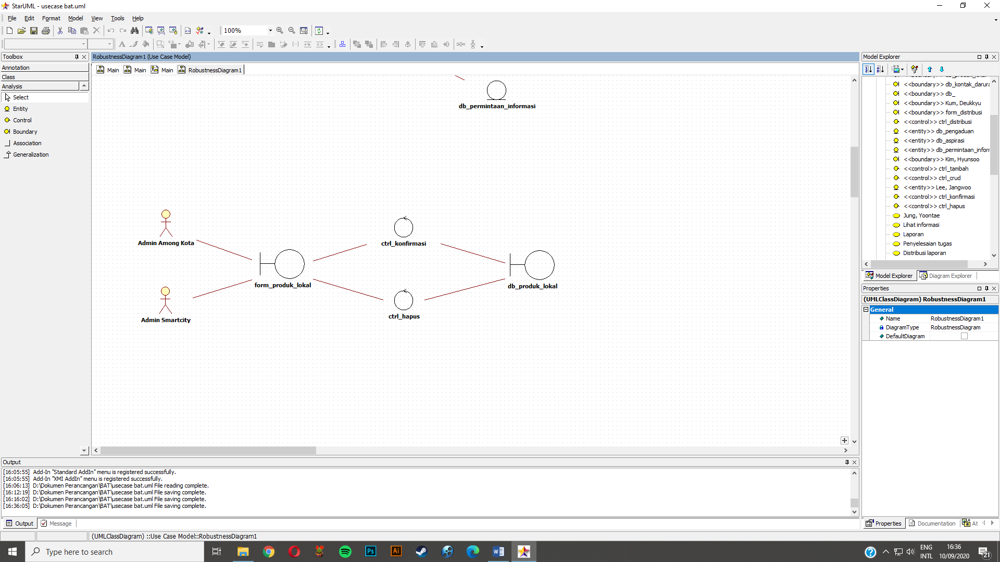 StarUML - usecase bat.uml
File Edit Format Model View Tools Help
100%
Toolbox
Annotation
Class
Analysis
Select
Entity
Control
Boundary
Association
Generalization
RobustnessDiagram1 (Use Case Model)
Main Main Main RobustnessDiagram1
db_permintaan_informasi
Admin Among Kota
ctrl_konfirmasi
form_produk_lokal
db_produk_lokal
Admin Smartcity
ctrl_hapus
Model Explorer
<<boundary>> db_kontak_darura
<<boundary>> db_
<<boundary>> Kum, Deukkyu
<<boundary>> form_distribusi
<<control>> ctrl_distribusi
<<entity>> db_pengaduan
<<entity>> db_aspirasi
<<entity>> db_permintaan_infor
<<boundary>> Kim, Hyunsoo
<<control>> ctrl_tambah
<<control>> ctrl_crud
<<entity>> Lee, Jangwoo
<<control>> ctrl_konfirmasi
<<control>> ctrl_hapus
Jung, Yoontae
Lihat informasi
Laporan
Penyelesaian tugas
Distribusi laporan
Model Explorer Diagram Explorer
Properties
(UMLClassDiagram) RobustnessDiagram1
General
Name RobustnessDiagram1
DiagramType RobustnessDiagram
DefaultDiagram
Output
[16:05:55] Add-In "Standard AddIn" menu is registered successfully.
[16:05:55] Add-In "XMI AddIn" menu is registered successfully.
[16:06:13] D:\Dokumen Perancangan\BAT\usecase bat.uml File reading complete.
[16:12:19] D:\Dokumen Perancangan\BAT\usecase bat.uml File saving complete.
[16:16:02] D:\Dokumen Perancangan\BAT\usecase bat.uml File saving complete.
[16:36:05] D:\Dokumen Perancangan\BAT\usecase bat.uml File saving complete.
Output Message
Properties Documentation At
(UMLClassDiagram) ::Use Case Model::RobustnessDiagram1
Type here to search
Ps
Ai
ENG
INTL
16:36
10/09/2020
21